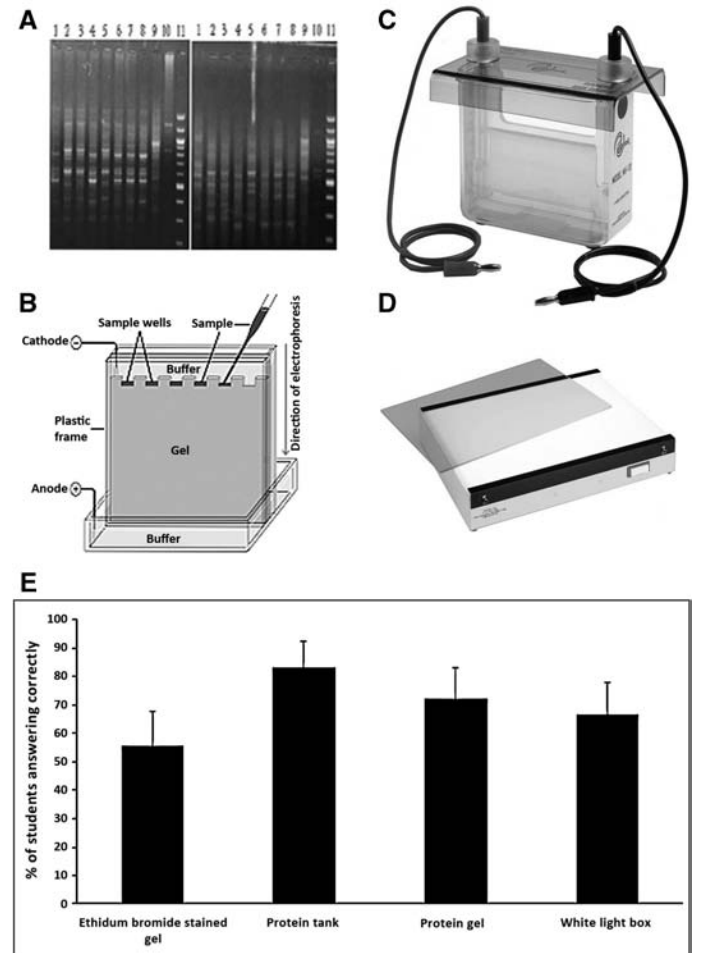 A
1 2 3 4 5 6 7 8 9 10 11
1 2 3 4 5 6 7 8 9 10 11
B
Sample wells
Sample
Cathode
-
Buffer
Direction of electrophoresis
Plastic
frame
Gel
Anode
+
Buffer
C
D
E
% of students answering correctly
100
90
80
70
60
50
40
30
20
10
0
Ethidum bromide stained
gel
Protein tank
Protein gel
White light box